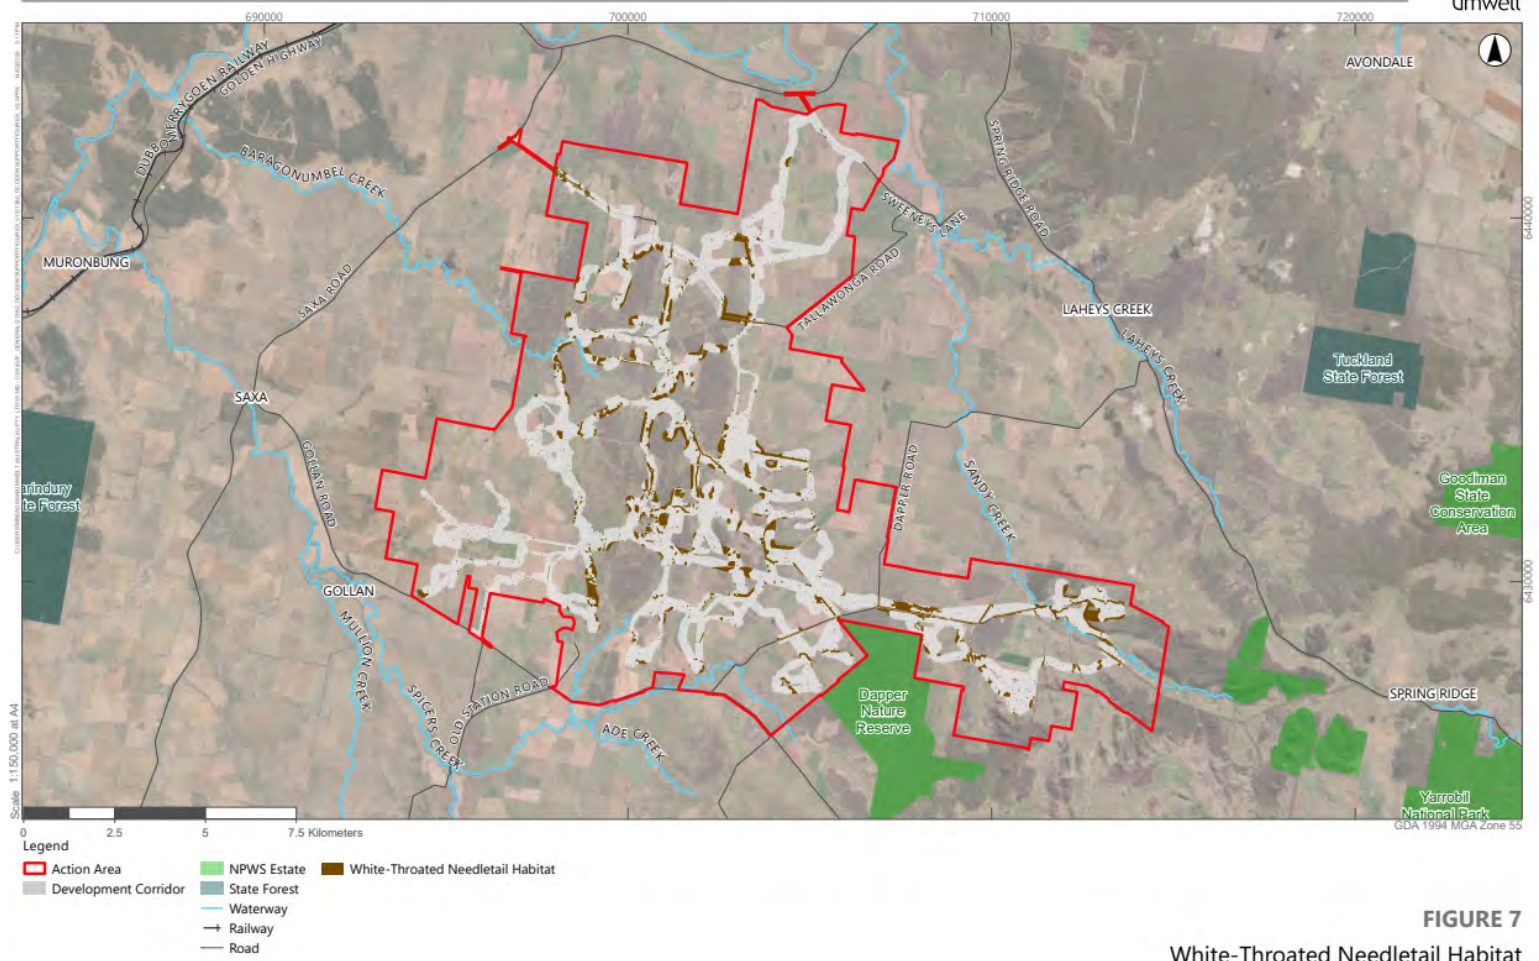 umwelt
690000
700000
710000
720000
AVONDALE
DUBBO MERRYGOEN RAILWAY
GOLDEN HIGHWAY
BARAGONUMBEL CREEK
SPRING RIDGE ROAD
SWEENEYS LANE
6440000
MURONBUNG
SAXA ROAD
TALLAWONGA ROAD
LAHEYS CREEK
LAHEYS CREEK
Tuckland
State Forest
SAXA
GOLLAN ROAD
DAPPER ROAD
SANDY CREEK
rindury
te Forest
Goodiman
State
Conservation
Area
6430000
GOLLAN
MULLION CREEK
SPICERS CREEK
OLD STATION ROAD
ADE CREEK
Dapper
Nature
Reserve
SPRING RIDGE
Yarrobil
National Park
Scale 1:150,000 at A4
0 2.5 5 7.5 Kilometers
GDA 1994 MGA Zone 55
Legend
Action Area
Development Corridor
NPWS Estate
State Forest
Waterway
Railway
Road
White-Throated Needletail Habitat
FIGURE 7
White-Throated Needletail Habitat